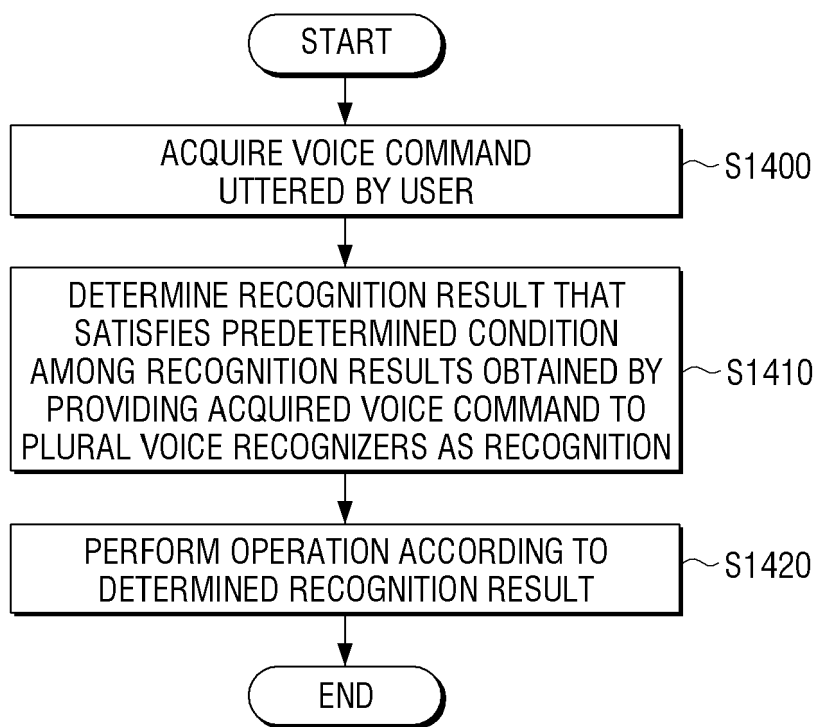 START
ACQUIRE VOICE COMMAND
UTTERED BY USER
S1400
DETERMINE RECOGNITION RESULT THAT
SATISFIES PREDETERMINED CONDITION
AMONG RECOGNITION RESULTS OBTAINED BY
PROVIDING ACQUIRED VOICE COMMAND TO
PLURAL VOICE RECOGNIZERS AS RECOGNITION
S1410
PERFORM OPERATION ACCORDING TO
DETERMINED RECOGNITION RESULT
S1420
END